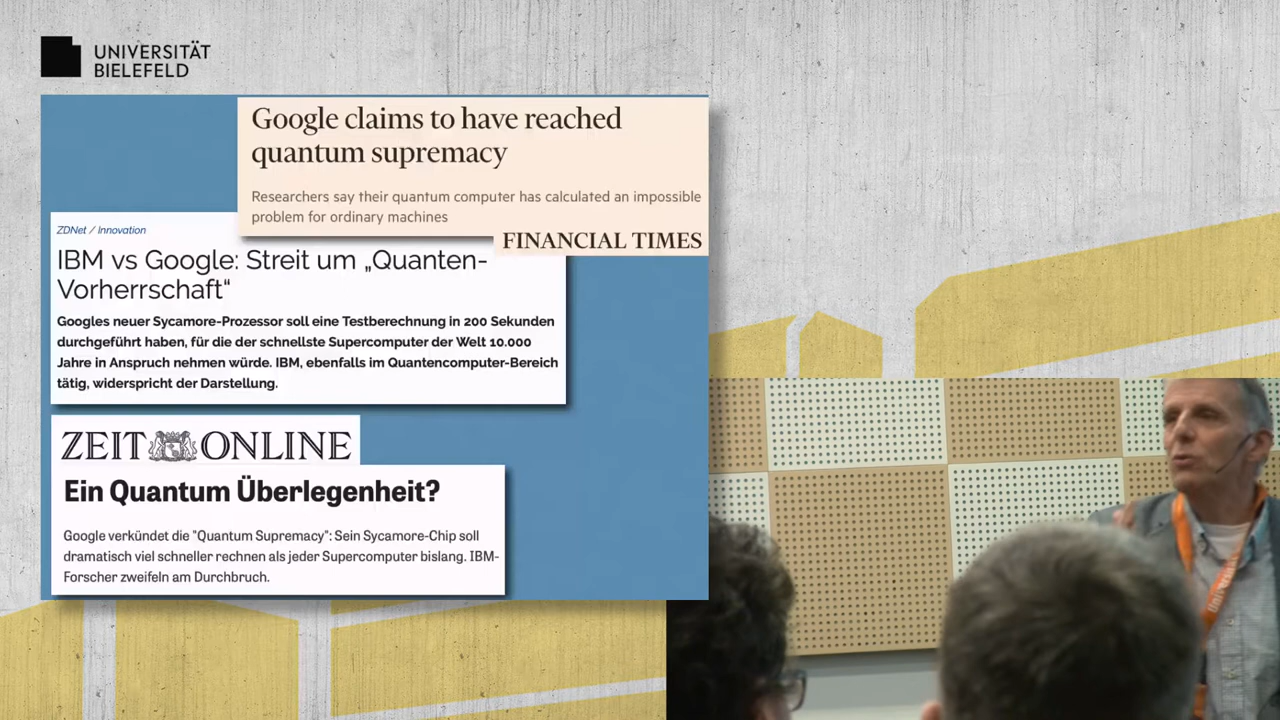 UNIVERSITÄT
BIELEFELD
Google claims to have reached
quantum supremacy
Researchers say their quantum computer has calculated an impossible
problem for ordinary machines
FINANCIAL TIMES
ZDNet / Innovation
IBM vs Google: Streit um „Quanten-
Vorherrschaft“
Googles neuer Sycamore-Prozessor soll eine Testberechnung in 200 Sekunden
durchgeführt haben, für die der schnellste Supercomputer der Welt 10.000
Jahre in Anspruch nehmen würde. IBM, ebenfalls im Quantencomputer-Bereich
tätig, widerspricht der Darstellung.
ZEIT ONLINE
Ein Quantum Überlegenheit?
Google verkündet die "Quantum Supremacy": Sein Sycamore-Chip soll
dramatisch viel schneller rechnen als jeder Supercomputer bislang. IBM-
Forscher zweifeln am Durchbruch.